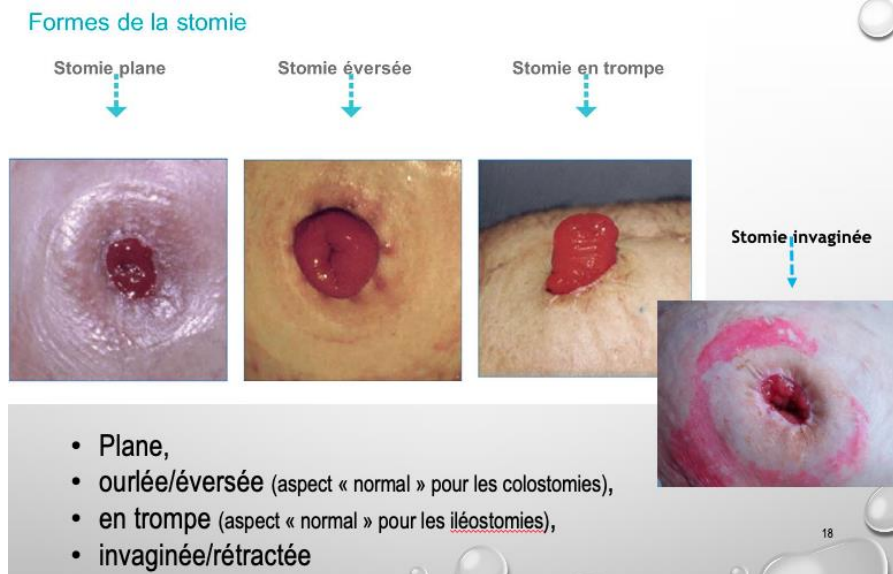 Formes de la stomie
Stomie plane
Stomie éversée
Stomie en trompe
Stomie invaginée
• Plane,
• ourlée/éversée (aspect « normal » pour les colostomies),
• en trompe (aspect « normal » pour les iléostomies),
• invaginée/rétractée
18